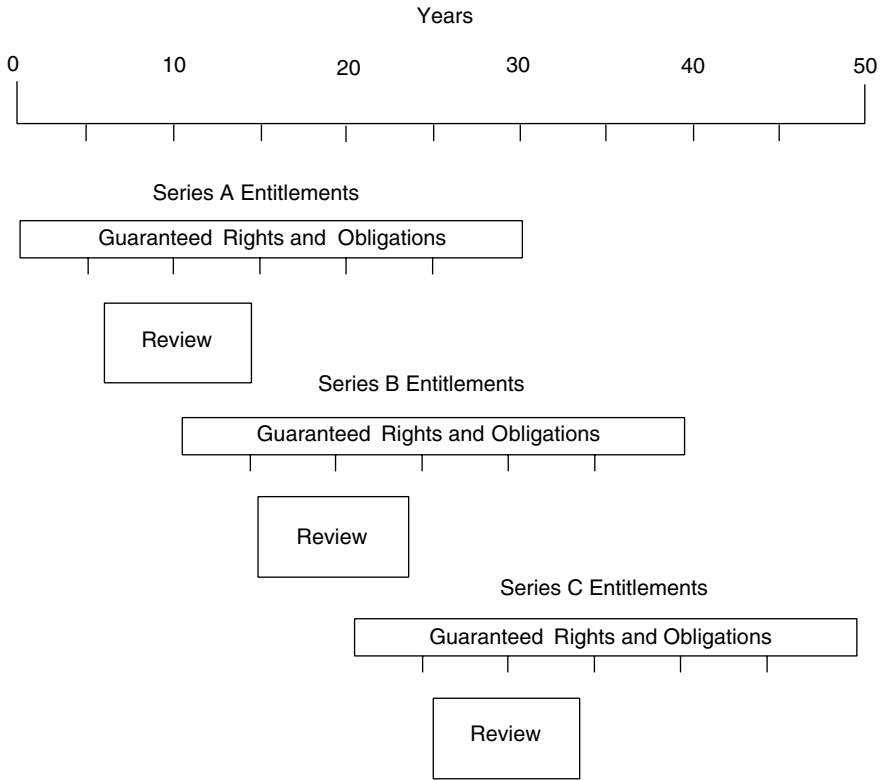 Years
0 10 20 30 40 50
Series A Entitlements
Guaranteed Rights and Obligations
Review
Series B Entitlements
Guaranteed Rights and Obligations
Review
Series C Entitlements
Guaranteed Rights and Obligations
Review